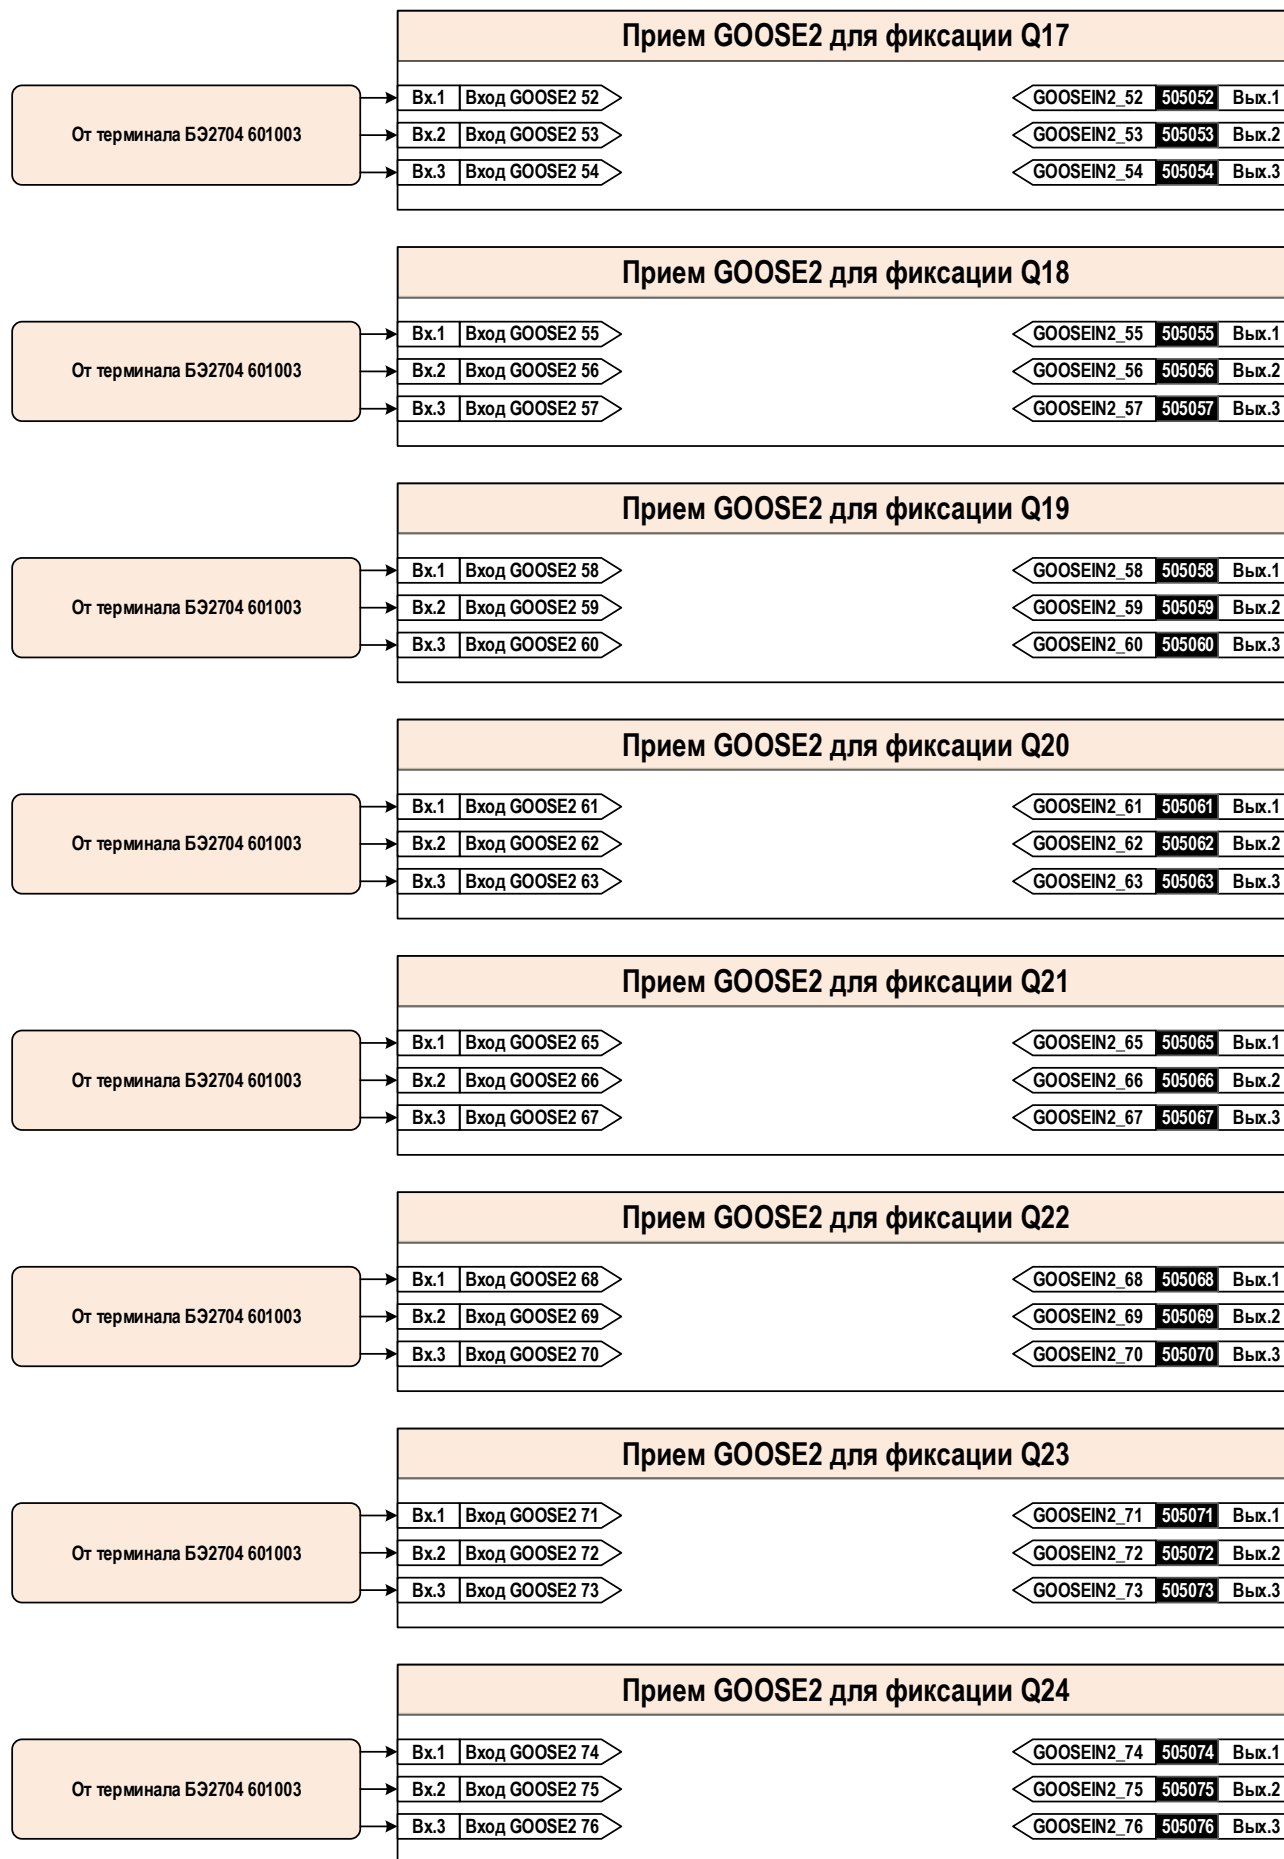 Прием GOOSE2 для фиксации Q17
Вх.1 Вход GOOSE2 52 GOOSEIN2_52 505052 Вых.1
От терминала БЭ2704 601003 Вх.2 Вход GOOSE2 53 GOOSEIN2_53 505053 Вых.2
Вх.3 Вход GOOSE2 54 GOOSEIN2_54 505054 Вых.3
Прием GOOSE2 для фиксации Q18
Вх.1 Вход GOOSE2 55 GOOSEIN2_55 505055 Вых.1
От терминала БЭ2704 601003 Вх.2 Вход GOOSE2 56 GOOSEIN2_56 505056 Вых.2
Вх.3 Вход GOOSE2 57 GOOSEIN2_57 505057 Вых.3
Прием GOOSE2 для фиксации Q19
Вх.1 Вход GOOSE2 58 GOOSEIN2_58 505058 Вых.1
От терминала БЭ2704 601003 Вх.2 Вход GOOSE2 59 GOOSEIN2_59 505059 Вых.2
Вх.3 Вход GOOSE2 60 GOOSEIN2_60 505060 Вых.3
Прием GOOSE2 для фиксации Q20
Вх.1 Вход GOOSE2 61 GOOSEIN2_61 505061 Вых.1
От терминала БЭ2704 601003 Вх.2 Вход GOOSE2 62 GOOSEIN2_62 505062 Вых.2
Вх.3 Вход GOOSE2 63 GOOSEIN2_63 505063 Вых.3
Прием GOOSE2 для фиксации Q21
Вх.1 Вход GOOSE2 65 GOOSEIN2_65 505065 Вых.1
От терминала БЭ2704 601003 Вх.2 Вход GOOSE2 66 GOOSEIN2_66 505066 Вых.2
Вх.3 Вход GOOSE2 67 GOOSEIN2_67 505067 Вых.3
Прием GOOSE2 для фиксации Q22
Вх.1 Вход GOOSE2 68 GOOSEIN2_68 505068 Вых.1
От терминала БЭ2704 601003 Вх.2 Вход GOOSE2 69 GOOSEIN2_69 505069 Вых.2
Вх.3 Вход GOOSE2 70 GOOSEIN2_70 505070 Вых.3
Прием GOOSE2 для фиксации Q23
Вх.1 Вход GOOSE2 71 GOOSEIN2_71 505071 Вых.1
От терминала БЭ2704 601003 Вх.2 Вход GOOSE2 72 GOOSEIN2_72 505072 Вых.2
Вх.3 Вход GOOSE2 73 GOOSEIN2_73 505073 Вых.3
Прием GOOSE2 для фиксации Q24
Вх.1 Вход GOOSE2 74 GOOSEIN2_74 505074 Вых.1
От терминала БЭ2704 601003 Вх.2 Вход GOOSE2 75 GOOSEIN2_75 505075 Вых.2
Вх.3 Вход GOOSE2 76 GOOSEIN2_76 505076 Вых.3